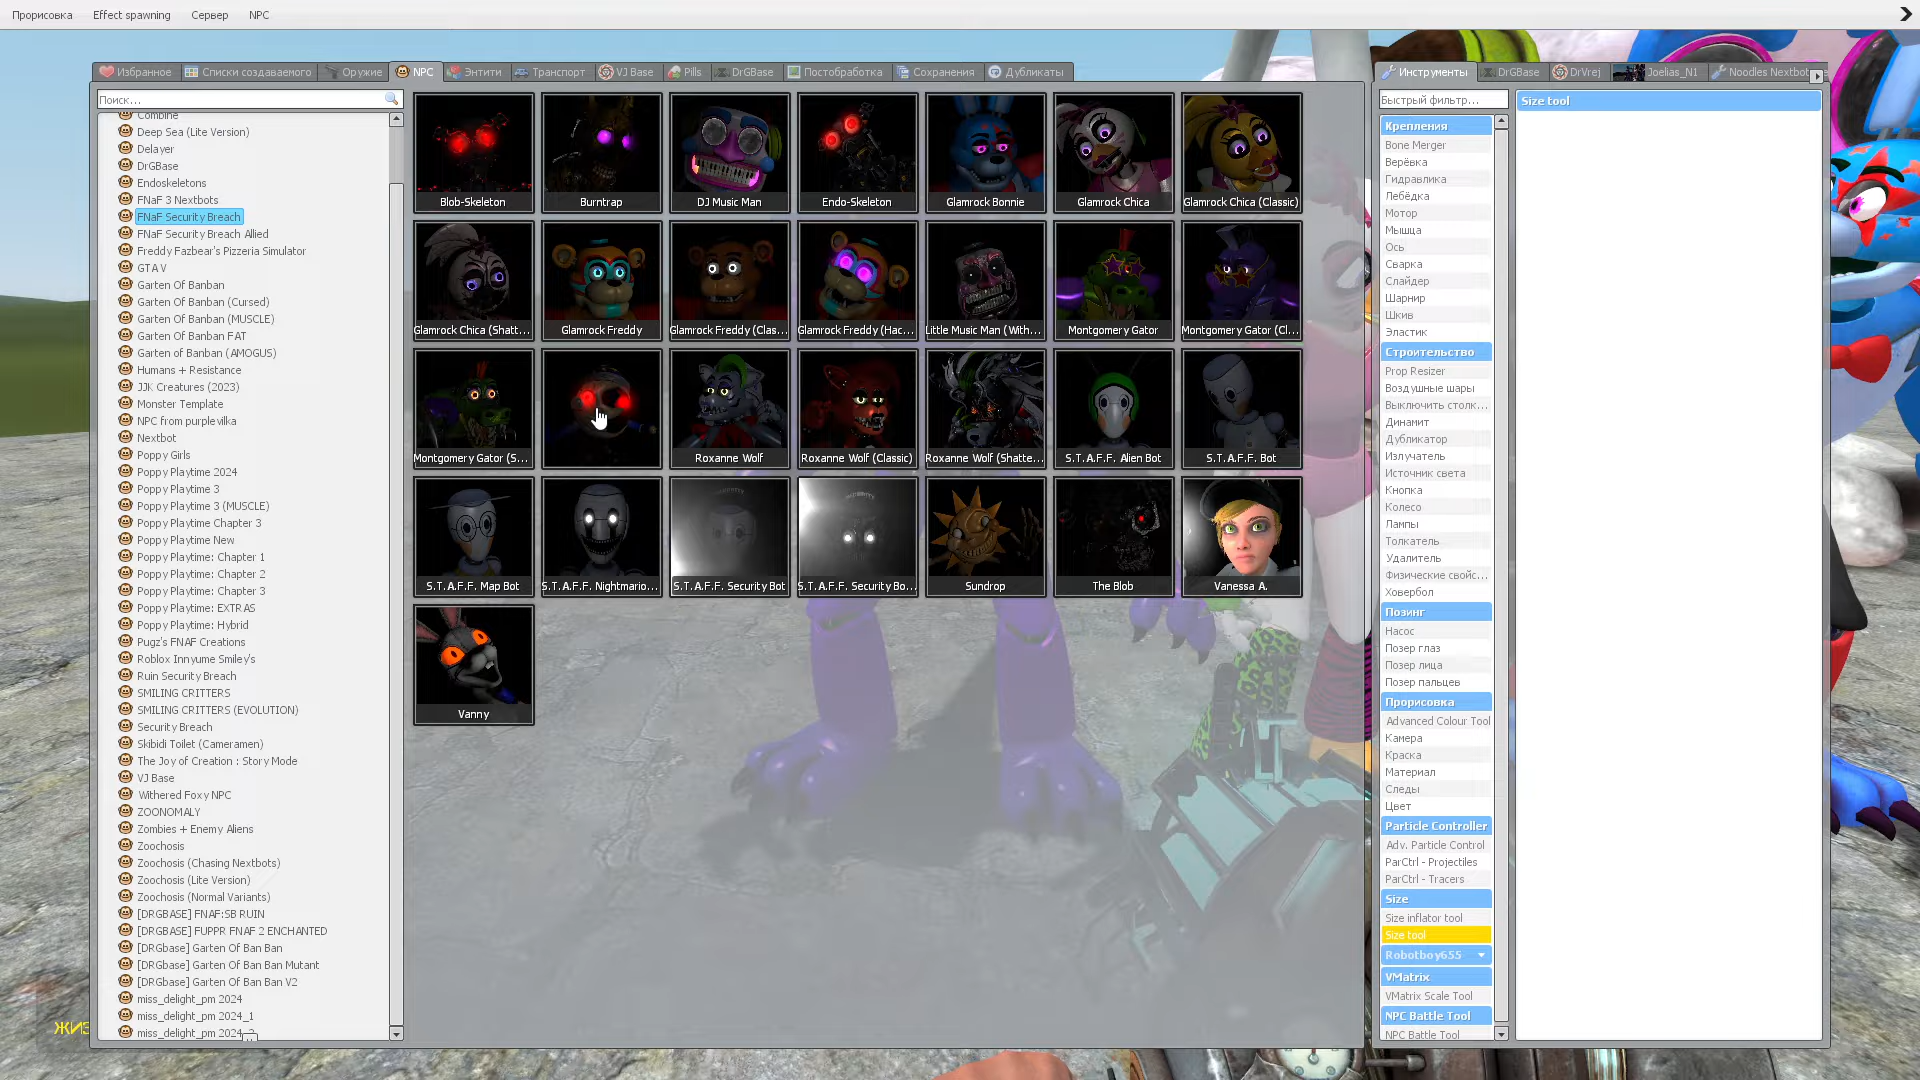 Прорисовка Effect spawning Сервер NPC
Избранное Списки создаваемого Оружие NPC Энтити Транспорт VJ Base Pills DrGBase Постобработка Сохранения Дубликаты
Поиск...
Combine
Deep Sea (Lite Version)
Delayer
DrGBase
Endoskeletons
FNaF 3 Nextbots
FNaF Security Breach
FNaF Security Breach Allied
Freddy Fazbear's Pizzeria Simulator
GTA V
Garten Of Banban
Garten Of Banban (Cursed)
Garten Of Banban (MUSCLE)
Garten Of Banban FAT
Garten of Banban (AMOGUS)
Humans + Resistance
JJK Creatures (2023)
Monster Template
NPC from purplevilka
Nextbot
Poppy Girls
Poppy Playtime 2024
Poppy Playtime 3
Poppy Playtime 3 (MUSCLE)
Poppy Playtime Chapter 3
Poppy Playtime New
Poppy Playtime: Chapter 1
Poppy Playtime: Chapter 2
Poppy Playtime: Chapter 3
Poppy Playtime: EXTRAS
Poppy Playtime: Hybrid
Pugz's FNAF Creations
Roblox Innyume Smiley's
Ruin Security Breach
SMILING CRITTERS
SMILING CRITTERS (EVOLUTION)
Security Breach
Skibidi Toilet (Cameramen)
The Joy of Creation : Story Mode
VJ Base
Withered Foxy NPC
ZOONOMALY
Zombies + Enemy Aliens
Zoochosis
Zoochosis (Chasing Nextbots)
Zoochosis (Lite Version)
Zoochosis (Normal Variants)
[DRGBASE] FNAF:SB RUIN
[DRGBASE] FUPPR FNAF 2 ENCHANTED
[DRGbase] Garten Of Ban Ban
[DRGbase] Garten Of Ban Ban Mutant
[DRGbase] Garten Of Ban Ban V2
miss_delight_pm 2024
miss_delight_pm 2024_1
miss_delight_pm 2024_2
ЖИЗ
Blob-Skeleton Burntrap DJ Music Man Endo-Skeleton Glamrock Bonnie Glamrock Chica Glamrock Chica (Classic)
Glamrock Chica (Shatt... Glamrock Freddy Glamrock Freddy (Clas... Glamrock Freddy (Hac... Little Music Man (With... Montgomery Gator Montgomery Gator (Cl...
Montgomery Gator (S... Roxanne Wolf Roxanne Wolf (Classic) Roxanne Wolf (Shatte... S.T.A.F.F. Alien Bot S.T.A.F.F. Bot
S.T.A.F.F. Map Bot S.T.A.F.F. Nightmario... S.T.A.F.F. Security Bot S.T.A.F.F. Security Bo... Sundrop The Blob Vanessa A.
Vanny
Инструменты DrGBase DrVrej Joelias_N1 Noodles Nextbot
Быстрый фильтр...
Крепления
Bone Merger
Верёвка
Гидравлика
Лебёдка
Мотор
Мышца
Ось
Сварка
Слайдер
Шарнир
Шкив
Эластик
Строительство
Prop Resizer
Воздушные шары
Выключить столк...
Динамит
Дубликатор
Излучатель
Источник света
Кнопка
Колесо
Лампы
Толкатель
Удалитель
Физические свойс...
Ховербол
Позинг
Насос
Позер глаз
Позер лица
Позер пальцев
Прорисовка
Advanced Colour Tool
Камера
Краска
Материал
Следы
Цвет
Particle Controller
Adv. Particle Control
ParCtrl - Projectiles
ParCtrl - Tracers
Size
Size inflator tool
Size tool
Robotboy655
VMatrix
VMatrix Scale Tool
NPC Battle Tool
NPC Battle Tool
Size tool